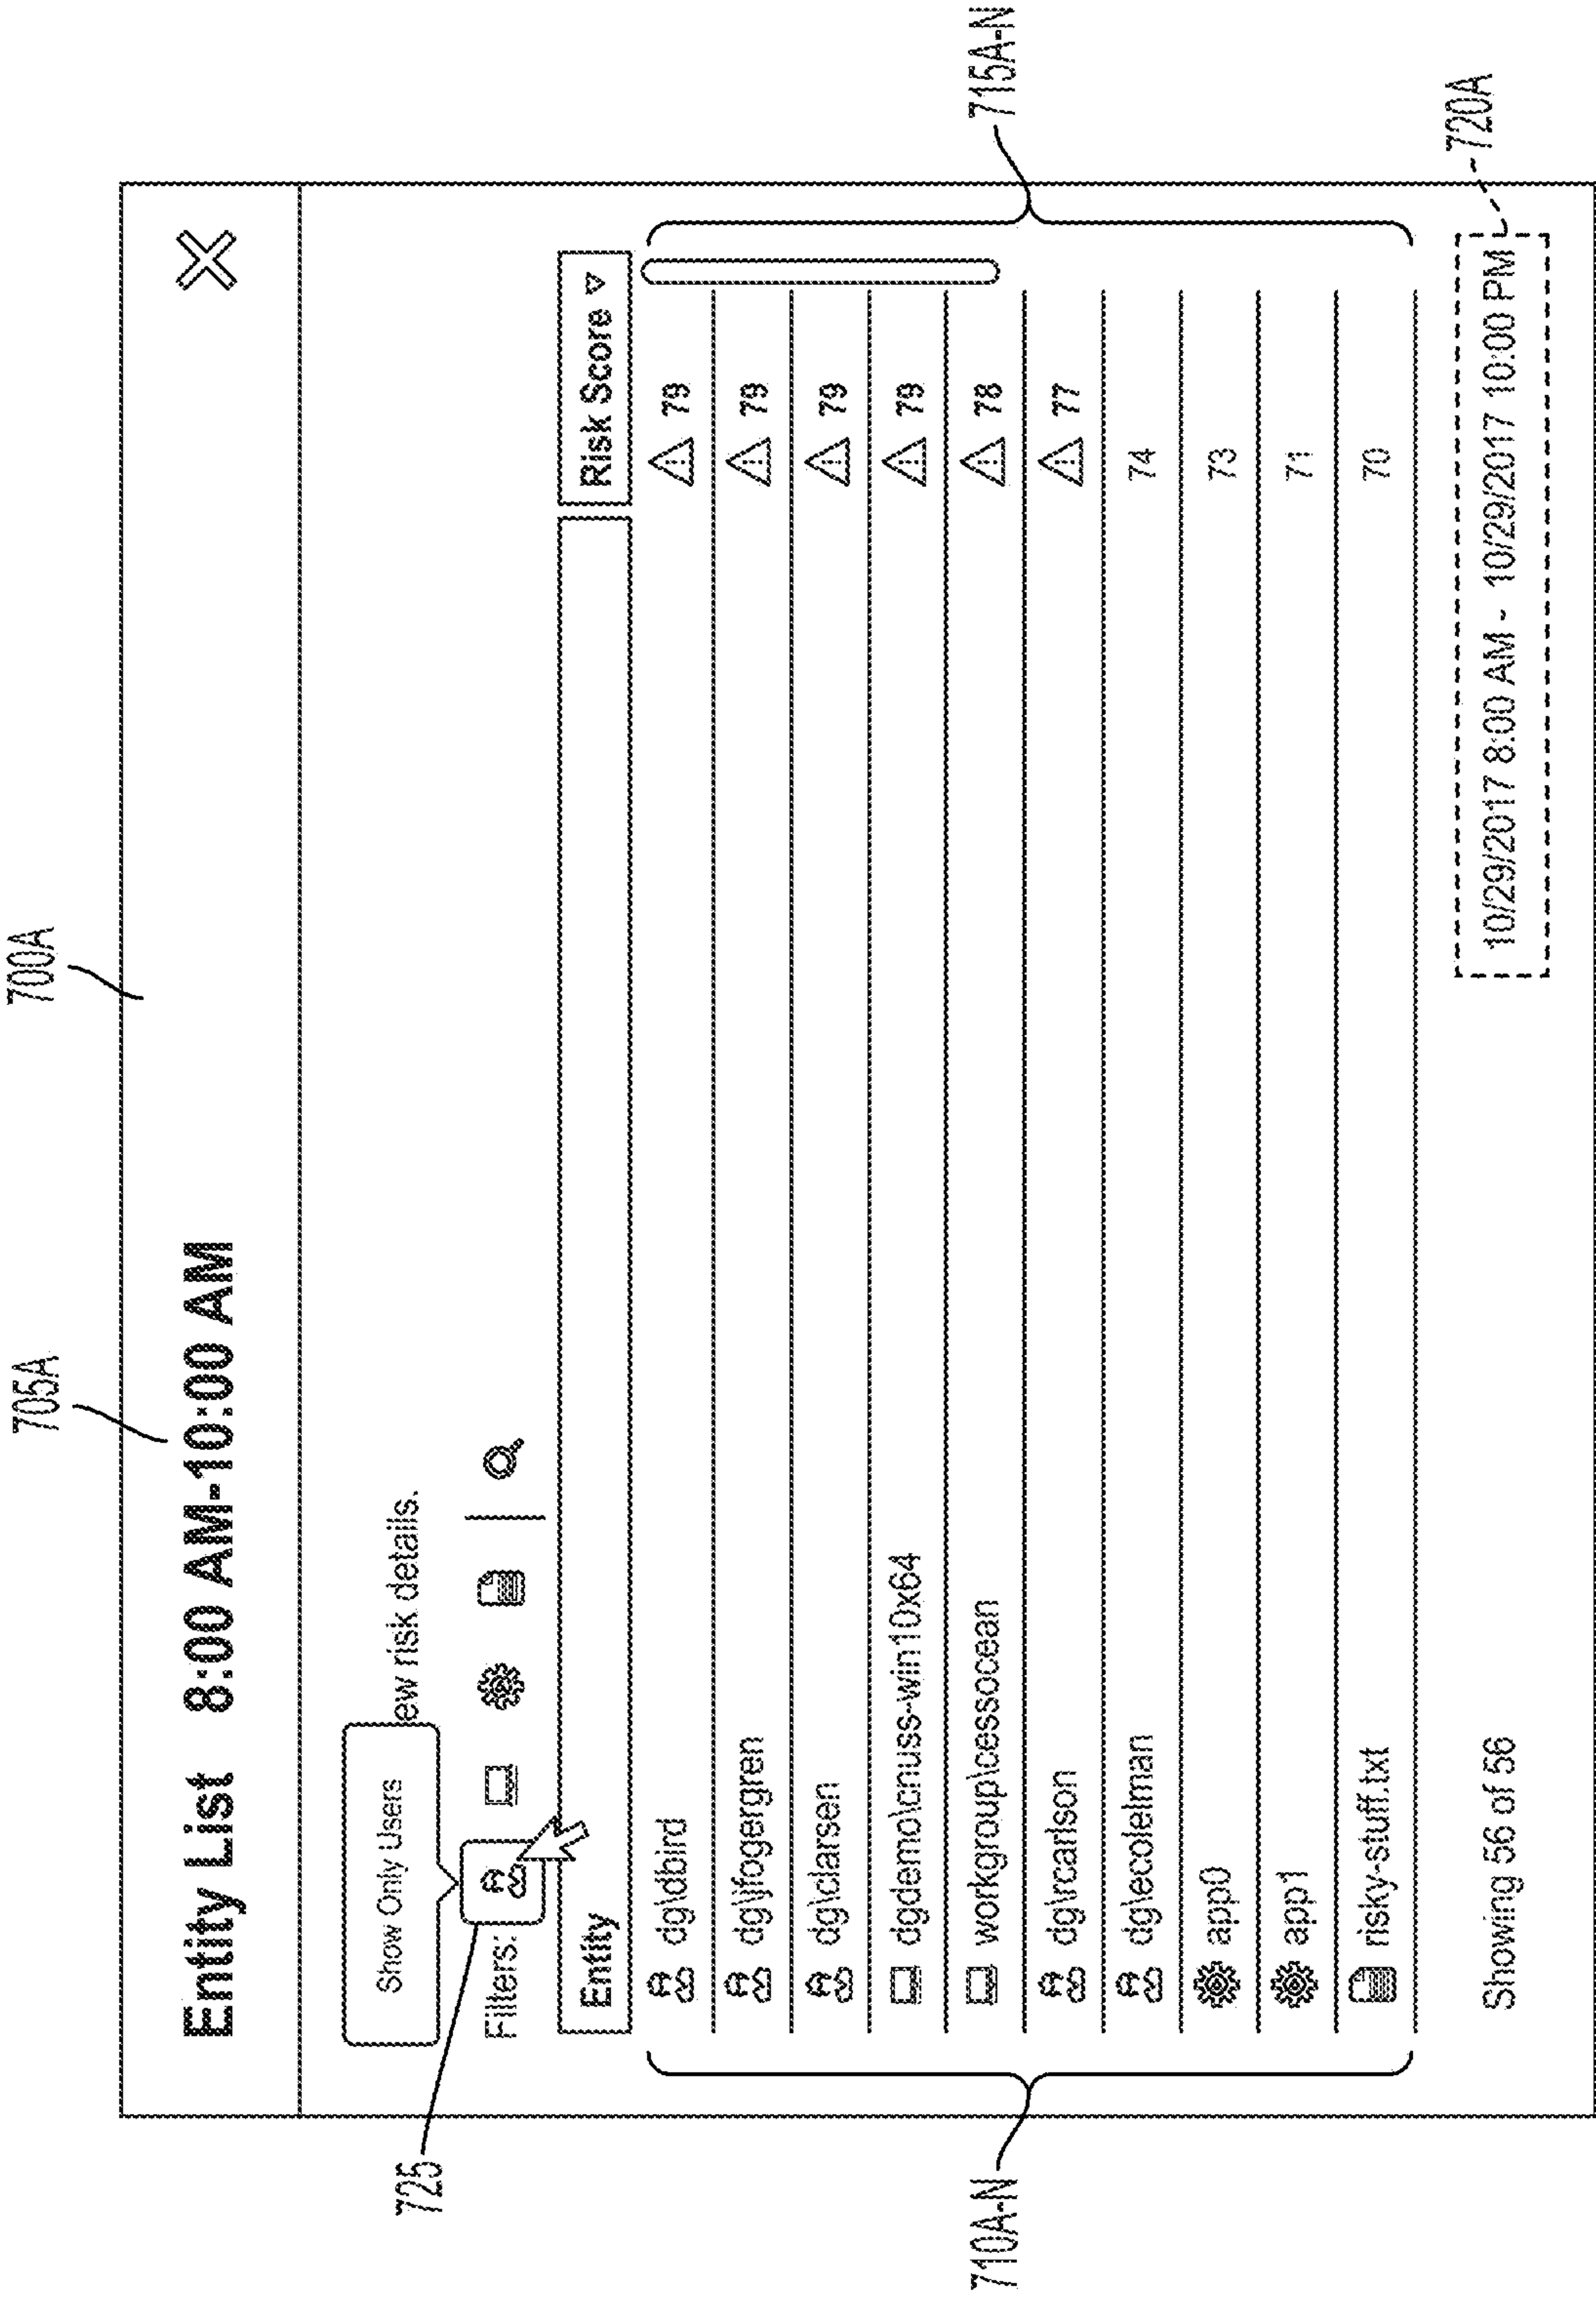 700A
705A
Entity List 8:00 AM-10:00 AM
Show Only Users
ew risk details.
725
Filters:
Entity Risk Score
dg\dbird 79
dg\jfogergren 79
dg\clarsen 79
dgdemo\cnuss-win10x64 79
workgroup\cessocean 78
dg\rcarlson 77
dg\ecolelman 74
app0 73
app1 71
risky-stuff.txt 70
710A-N
715A-N
Showing 56 of 56
10/29/2017 8:00 AM - 10/29/2017 10:00 PM
720A